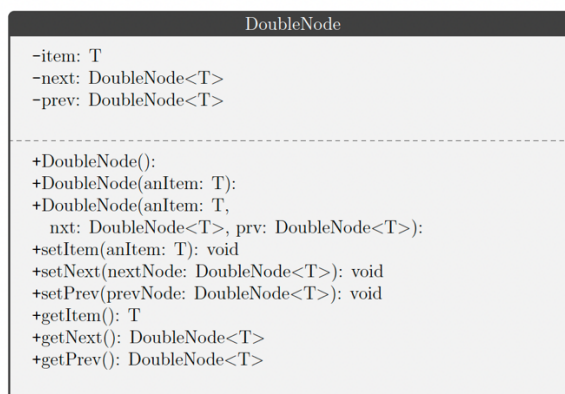 DoubleNode
-item: T
-next: DoubleNode<T>
-prev: DoubleNode<T>
+DoubleNode():
+DoubleNode(anItem: T):
+DoubleNode(anItem: T,
nxt: DoubleNode<T>, prv: DoubleNode<T>):
+setItem(anItem: T): void
+setNext(nextNode: DoubleNode<T>): void
+setPrev(prevNode: DoubleNode<T>): void
+getItem(): T
+getNext(): DoubleNode<T>
+getPrev(): DoubleNode<T>